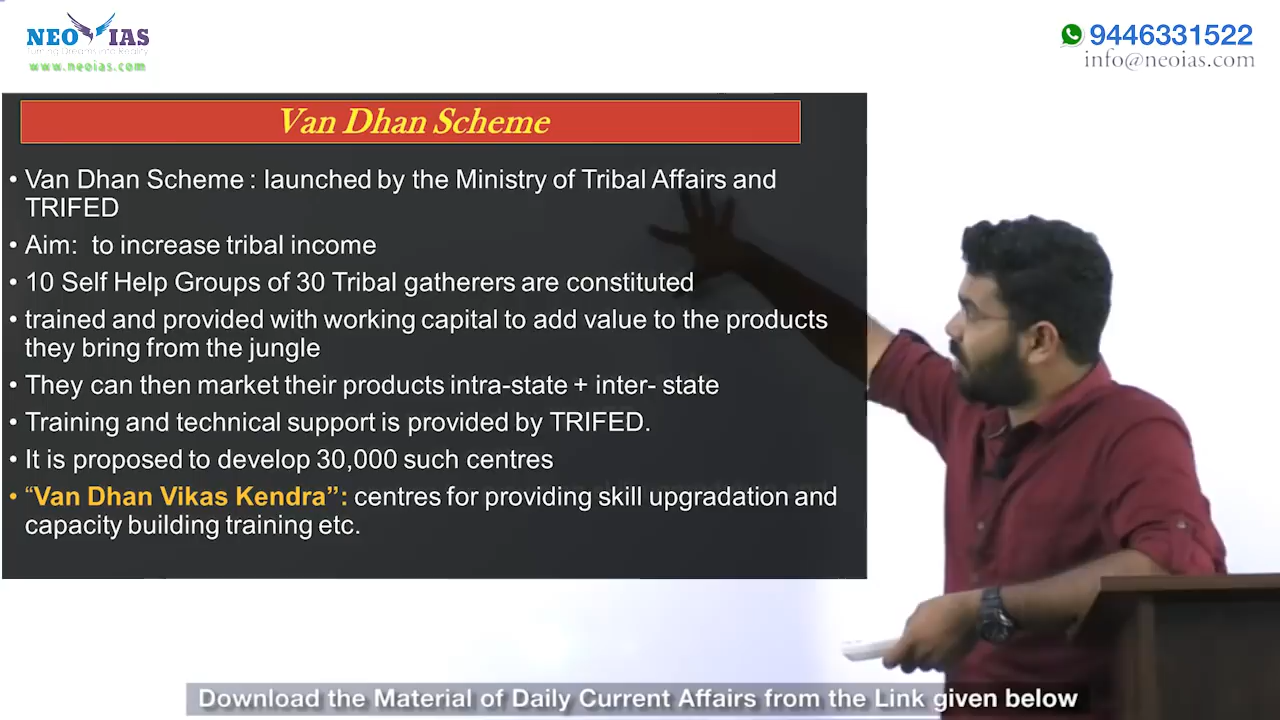 NEO IAS
Turning Dreams into Reality
www.neoias.com
9446331522
info@neoias.com
Van Dhan Scheme
• Van Dhan Scheme : launched by the Ministry of Tribal Affairs and
TRIFED
• Aim: to increase tribal income
• 10 Self Help Groups of 30 Tribal gatherers are constituted
• trained and provided with working capital to add value to the products
they bring from the jungle
• They can then market their products intra-state + inter- state
• Training and technical support is provided by TRIFED.
• It is proposed to develop 30,000 such centres
• “Van Dhan Vikas Kendra”: centres for providing skill upgradation and
capacity building training etc.
Download the Material of Daily Current Affairs from the Link given below